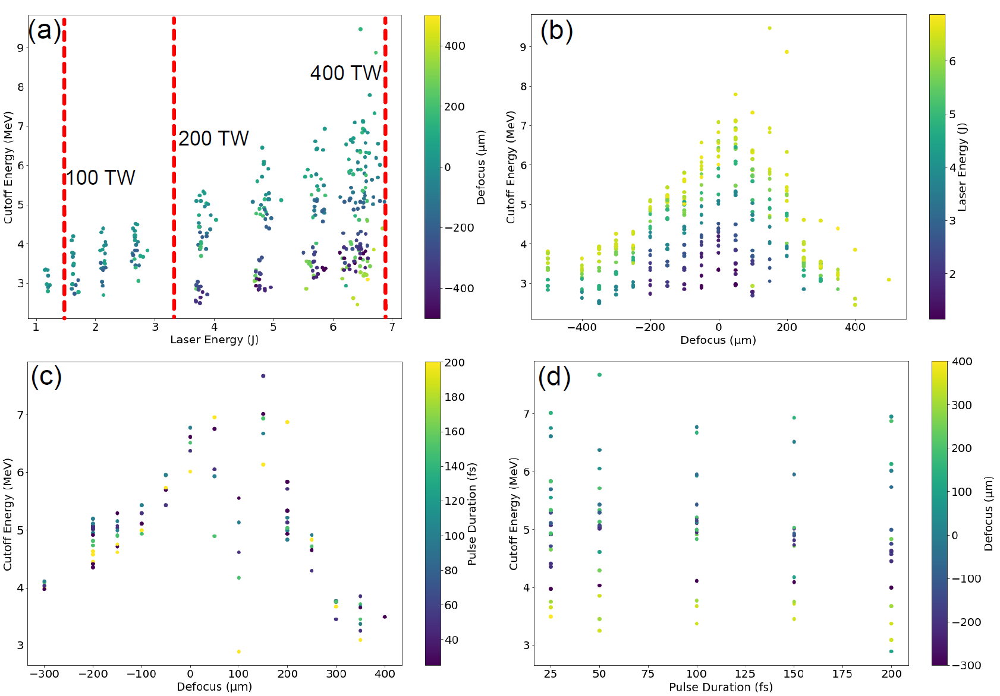 (a)
100 TW
200 TW
400 TW
9
8
7
6
5
4
3
Cutoff Energy (MeV)
1 2 3 4 5 6 7
Laser Energy (J)
400
200
0
−200
−400
Defocus (μm)
(b)
9
8
7
6
5
4
3
Cutoff Energy (MeV)
−400 −200 0 200 400
Defocus (μm)
6
5
4
3
2
Laser Energy (J)
(c)
7
6
5
4
3
Cutoff Energy (MeV)
−300 −200 −100 0 100 200 300 400
Defocus (μm)
200
180
160
140
120
100
80
60
40
Pulse Duration (fs)
(d)
7
6
5
4
3
Cutoff Energy (MeV)
25 50 75 100 125 150 175 200
Pulse Duration (fs)
400
300
200
100
0
−100
−200
−300
Defocus (μm)